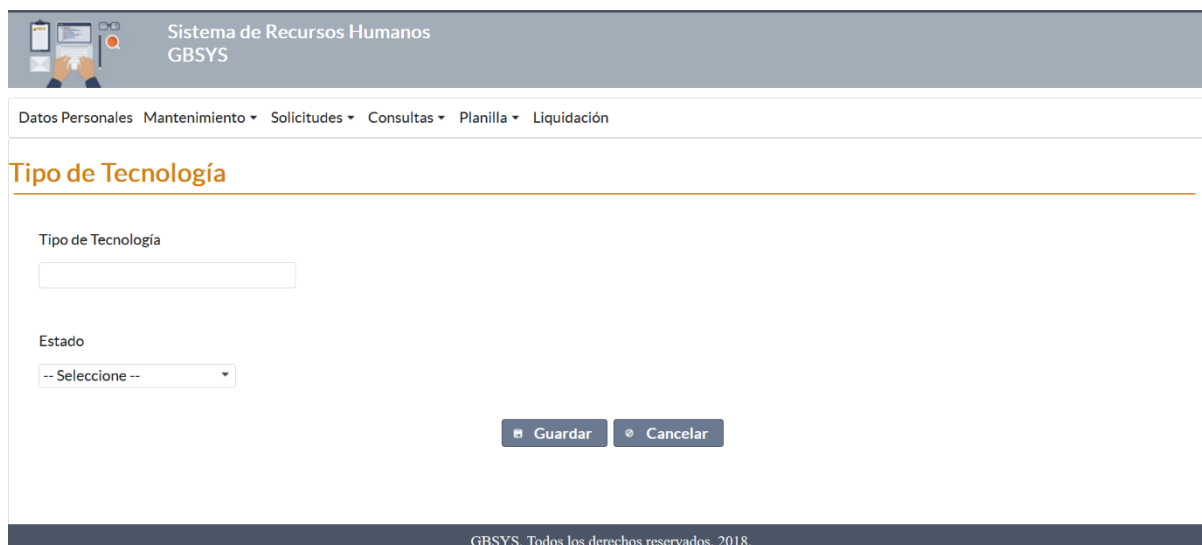 Sistema de Recursos Humanos
GBSYS
Datos Personales Mantenimiento Solicitudes Consultas Planilla Liquidación
Tipo de Tecnología
Tipo de Tecnología
Estado
-- Seleccione --
Guardar Cancelar
GBSYS. Todos los derechos reservados. 2018.